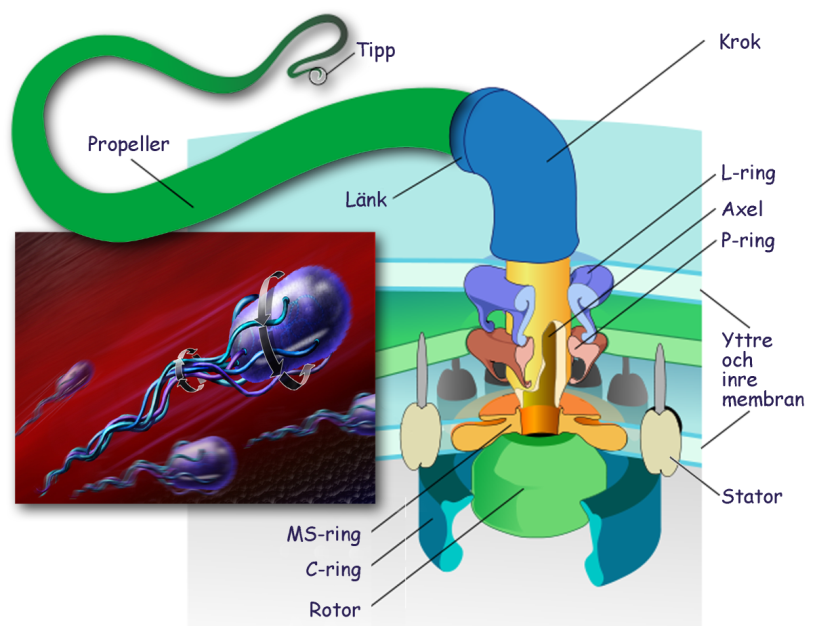 Krok
Tipp
Propeller
Länk
L-ring
Axel
P-ring
Yttre
och
inre
membran
Stator
MS-ring
C-ring
Rotor